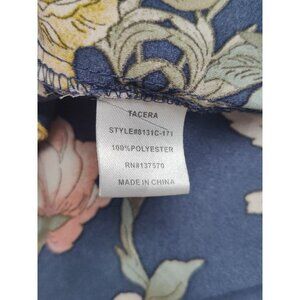 TACERA
STYLE#8131C-171
100%POLYESTER
RN#137570
MADE IN CHINA